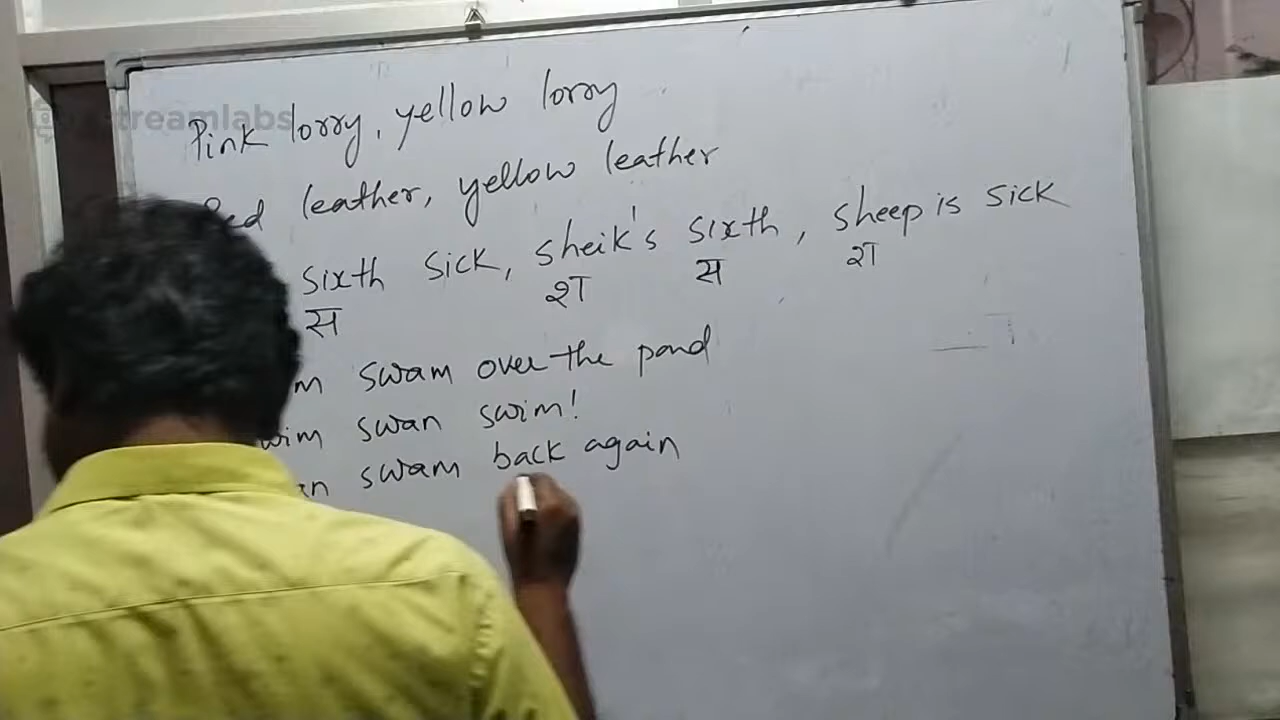 streamlabs
Pink lorry, yellow lorry
Red leather, yellow leather
sixth sick, sheik's sixth, sheep is sick
स श स श
swam over the pond
swim swan swim!
swam back again